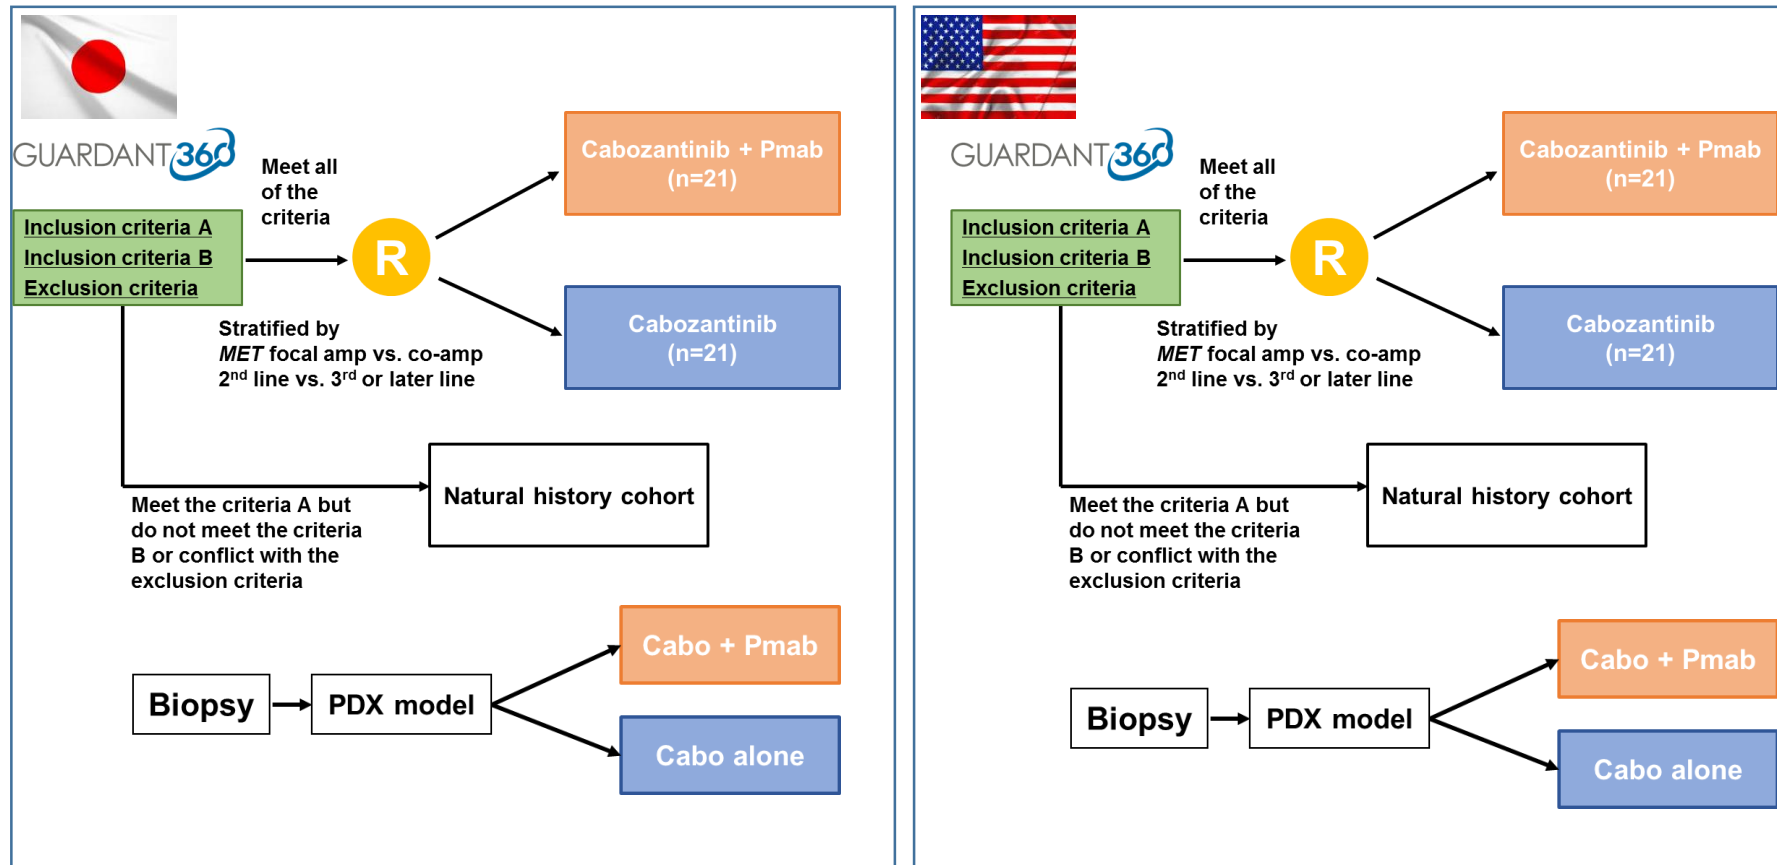 GUARDANT360
Meet all
of the
criteria
Inclusion criteria A
Inclusion criteria B
Exclusion criteria
R
Cabozantinib + Pmab
(n=21)
Cabozantinib
(n=21)
Stratified by
MET focal amp vs. co-amp
2nd line vs. 3rd or later line
Natural history cohort
Meet the criteria A but
do not meet the criteria
B or conflict with the
exclusion criteria
Biopsy
PDX model
Cabo + Pmab
Cabo alone
GUARDANT360
Meet all
of the
criteria
Inclusion criteria A
Inclusion criteria B
Exclusion criteria
R
Cabozantinib + Pmab
(n=21)
Cabozantinib
(n=21)
Stratified by
MET focal amp vs. co-amp
2nd line vs. 3rd or later line
Natural history cohort
Meet the criteria A but
do not meet the criteria
B or conflict with the
exclusion criteria
Biopsy
PDX model
Cabo + Pmab
Cabo alone